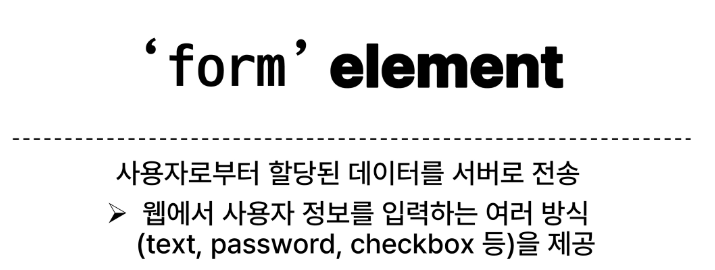 ‘form’ element
사용자로부터 할당된 데이터를 서버로 전송
➢ 웹에서 사용자 정보를 입력하는 여러 방식
(text, password, checkbox 등)을 제공